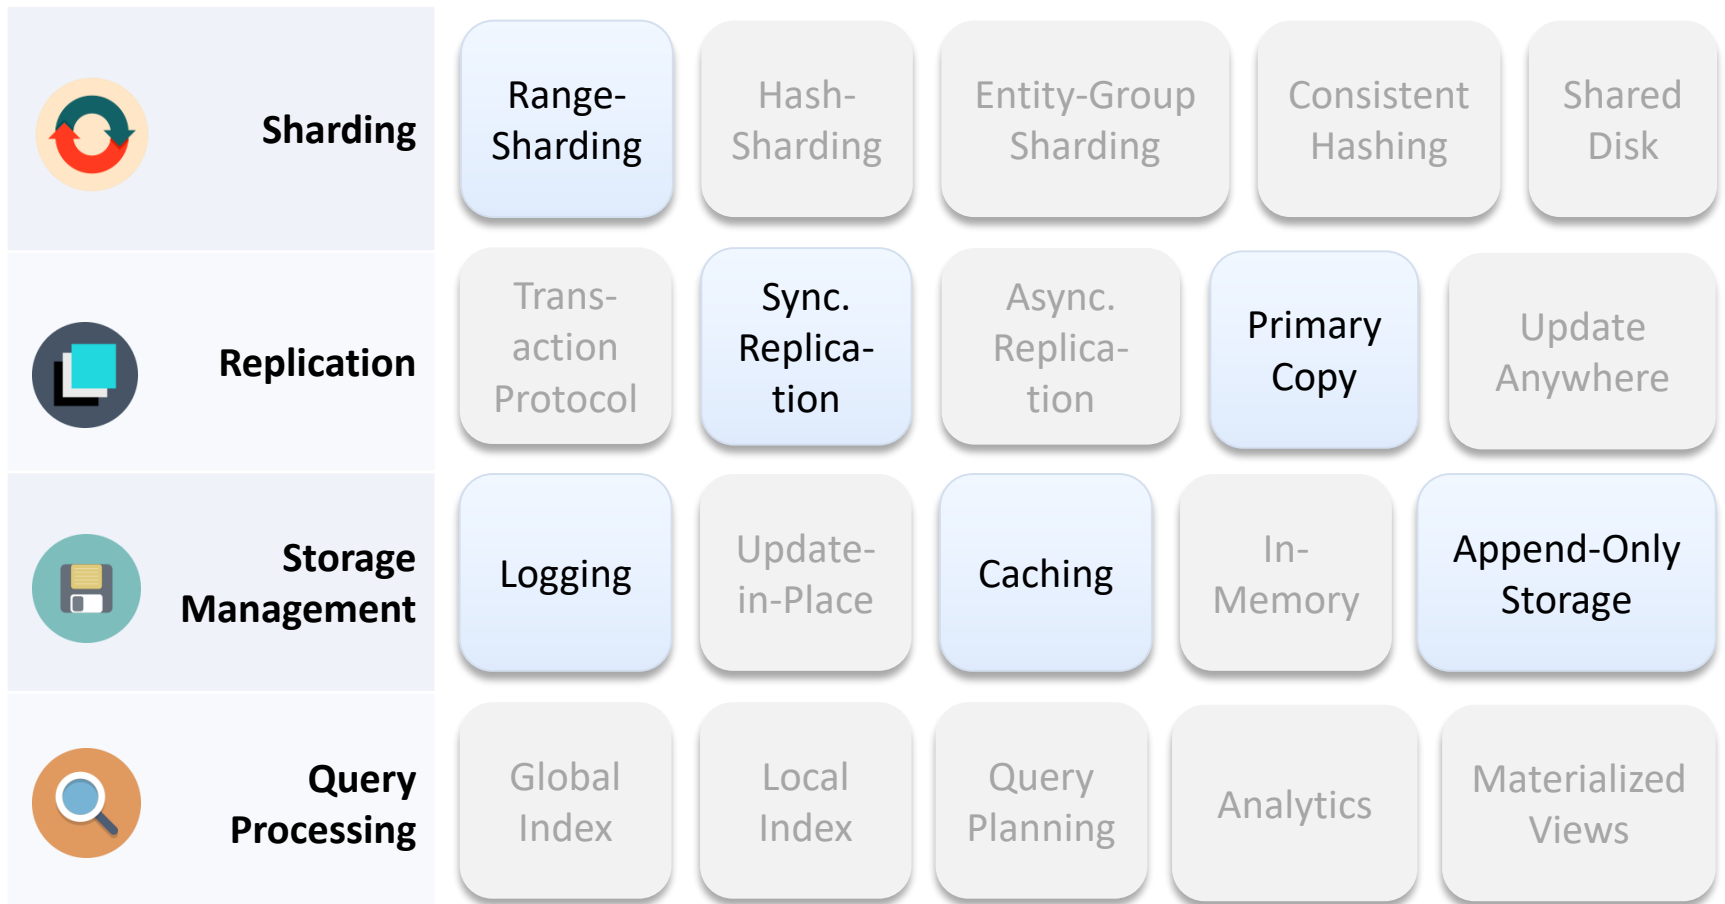 Sharding
Range-
Sharding
Hash-
Sharding
Entity-Group
Sharding
Consistent
Hashing
Shared
Disk
Replication
Trans-
action
Protocol
Sync.
Replica-
tion
Async.
Replica-
tion
Primary
Copy
Update
Anywhere
Storage
Management
Logging
Update-
in-Place
Caching
In-
Memory
Append-Only
Storage
Query
Processing
Global
Index
Local
Index
Query
Planning
Analytics
Materialized
Views